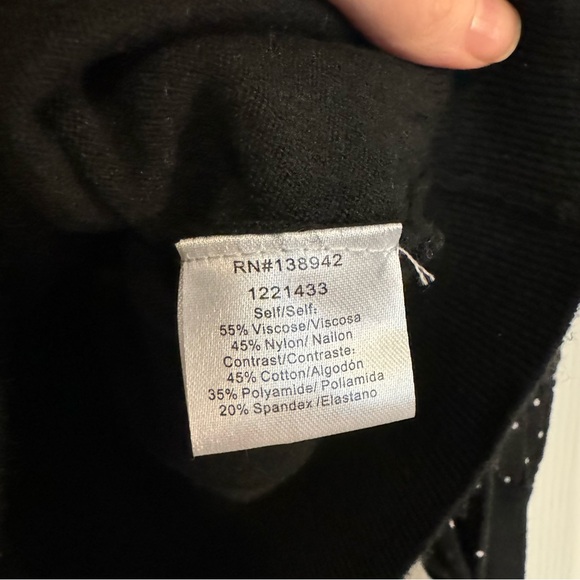 RN#138942
1221433
Self/Self:
55% Viscose/Viscosa
45% Nylon/ Nailon
Contrast/Contraste:
45% Cotton/Algodón
35% Polyamide/ Poliamida
20% Spandex /Elastano